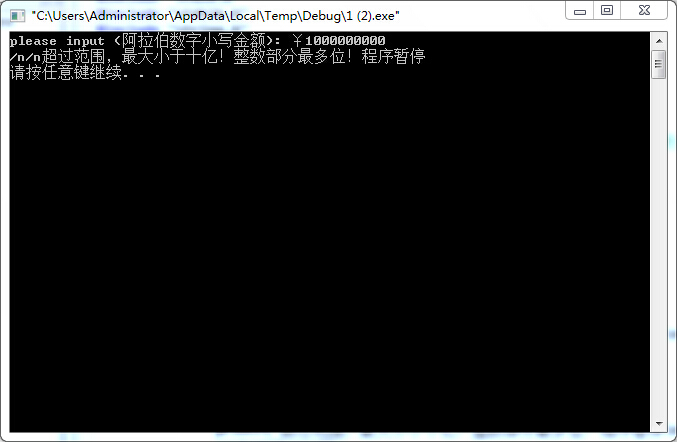 "C:\Users\Administrator\AppData\Local\Temp\Debug\1 (2).exe"
please input (阿拉伯数字小写金额): ￥1000000000
/n/n超过范围，最大小于十亿！整数部分最多位！程序暂停
请按任意键继续. . .